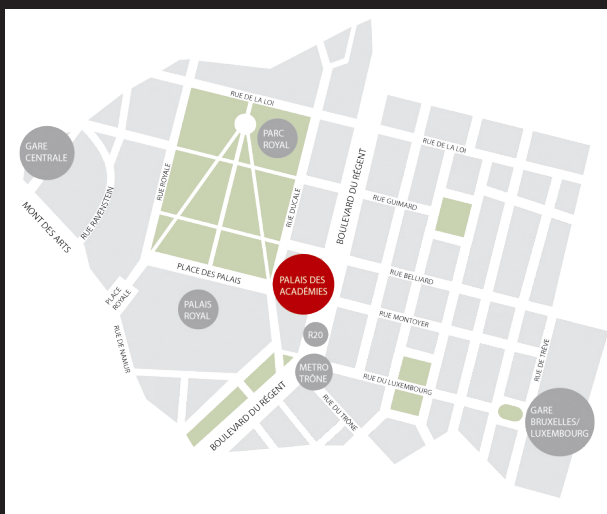 RUE DE LA LOI
PARC
ROYAL
GARE
CENTRALE
RUE DE LA LOI
RUE ROYALE
RUE RAVENSTEIN
MONT DES ARTS
RUE DUCALE
BOULEVARD DU RÉGENT
RUE GUIMARD
PLACE DES PALAIS
PALAIS DES
ACADÉMIES
RUE BELLIARD
PLACE
ROYALE
PALAIS
ROYAL
RUE MONTOYER
RUE DE NAMUR
R20
RUE DE TRÈVE
METRO
TRÔNE
RUE DU LUXEMBOURG
BOULEVARD DU RÉGENT
RUE DU TRÔNE
GARE
BRUXELLES/
LUXEMBOURG